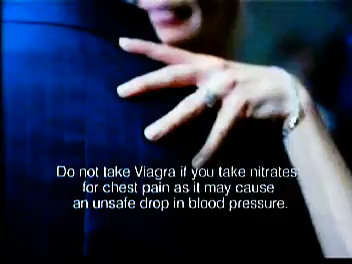 Do not take Viagra if you take nitrates
for chest pain as it may cause
an unsafe drop in blood pressure.